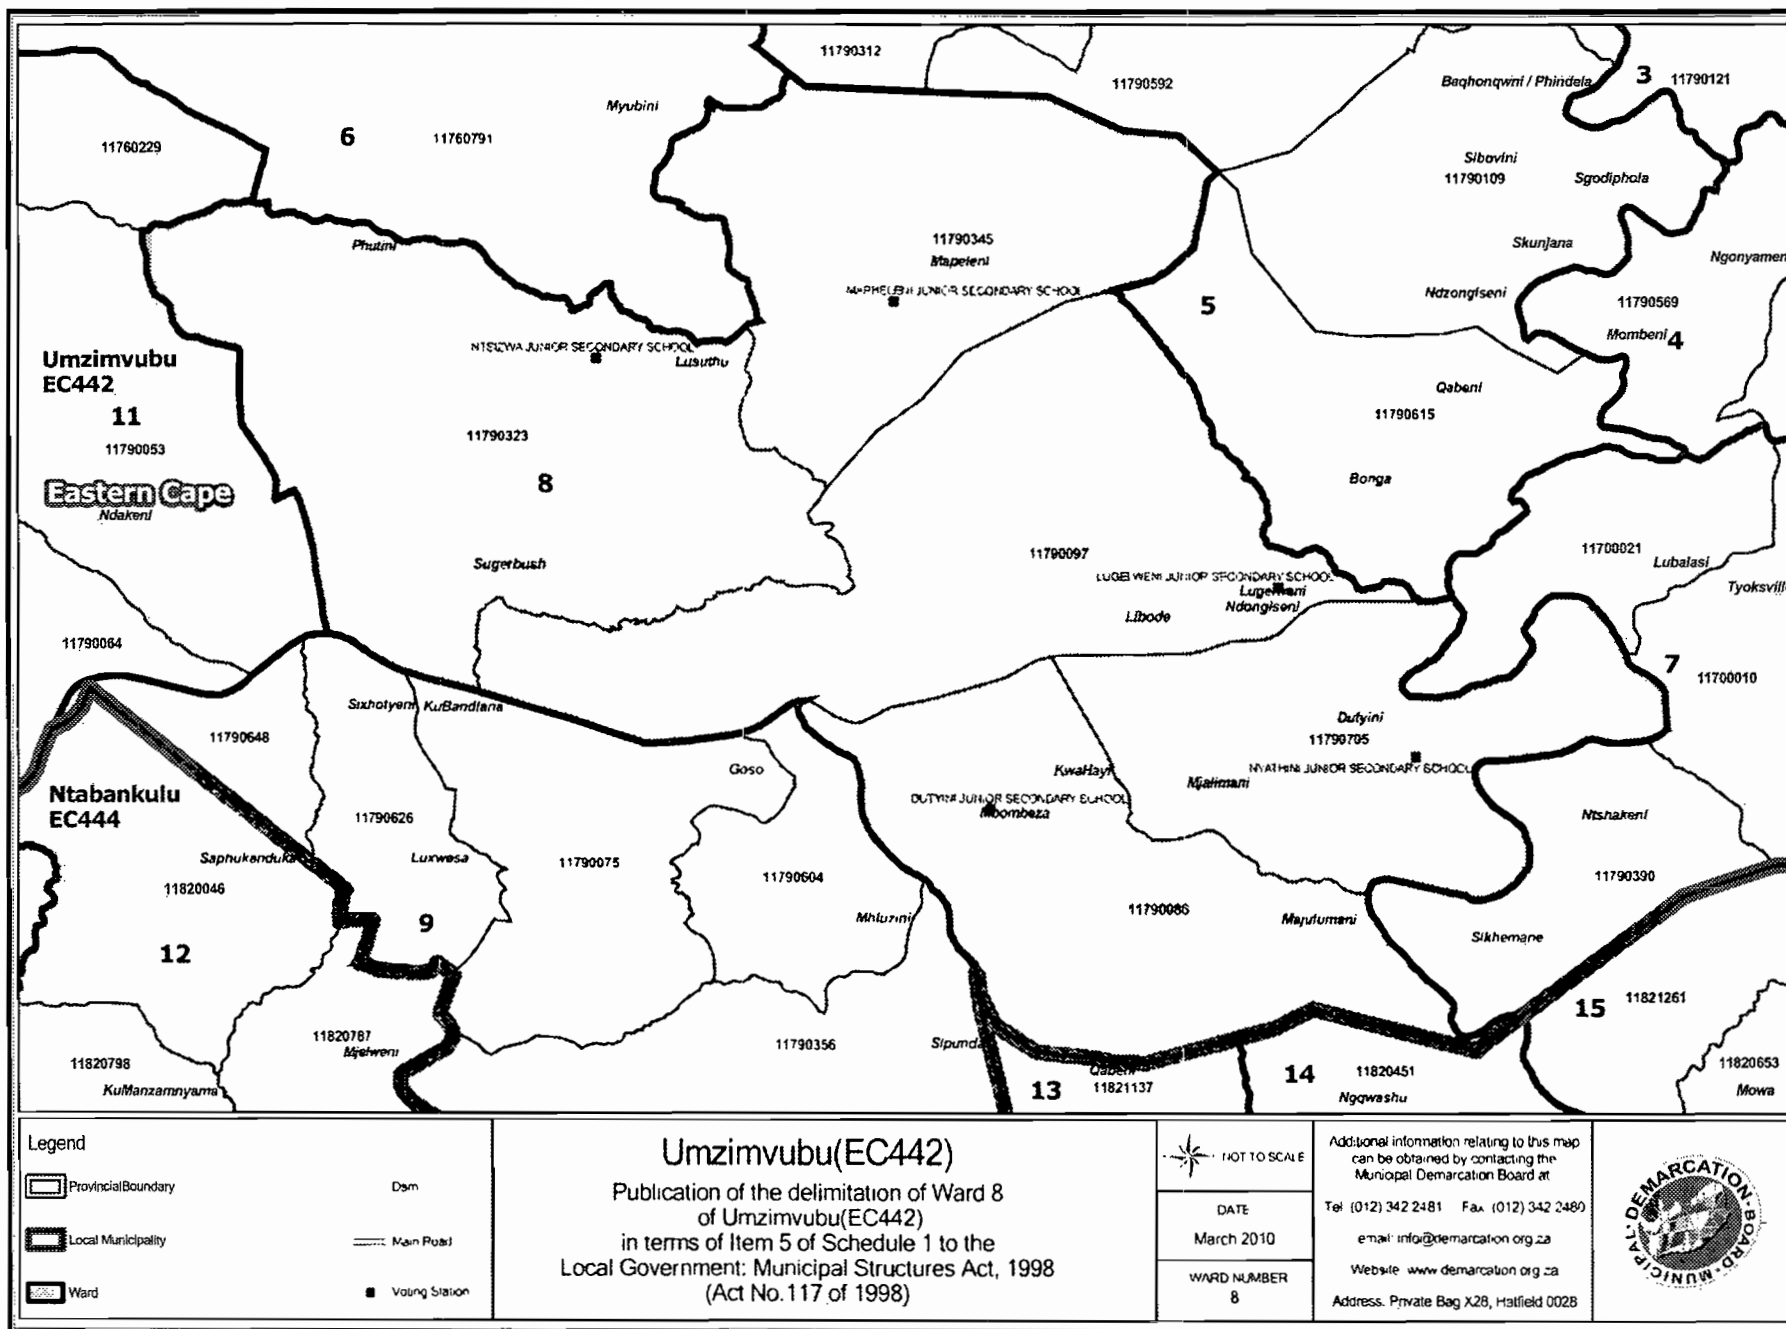 11790312
11790592
Baqhonqwni / Phindela
3
11790121
Myubini
6
11760791
11760229
Sibovini
11790109
Sgodiphola
Phutini
11790345
Mapeleni
Skunjana
Ngonyamen
MAPHELENI JUNIOR SECONDARY SCHOOL
5
Ndzongiseni
11790569
Mombeni
4
NTSIZWA JUNIOR SECONDARY SCHOOL
Lusuthu
Umzimvubu
EC442
11
11790053
Qabeni
11790615
11790323
8
Eastern Cape
Ndakeni
Bonga
11790097
11700021
Lubalasi
Sugerbush
LUGELWENI JUNIOR SECONDARY SCHOOL
Lugelwani
Ndongiseni
Tyoksville
Libode
11790064
7
11700010
Sixhotyeni
KuBandlana
Dutyini
11790705
11790648
Goso
KwaHayi
Mjalimani
NYATHINI JUNIOR SECONDARY SCHOOL
Ntabankulu
EC444
DUTYINI JUNIOR SECONDARY SCHOOL
Mbombeza
11790626
Ntshakeni
Saphukanduka
Luxwesa
11790075
11790604
11790390
11820046
11790086
Majufumani
Mhluzini
9
12
Sikhemane
15
11821261
11820787
Mjelweni
11790356
Sipunda
11820798
KuManzamnyama
Qabeni
11821137
13
14
11820451
Ngqwashu
11820653
Mowa
Legend
ProvincialBoundary
Dam
Local Municipality
Main Road
Ward
Voting Station
Umzimvubu(EC442)
Publication of the delimitation of Ward 8
of Umzimvubu(EC442)
in terms of Item 5 of Schedule 1 to the
Local Government: Municipal Structures Act, 1998
(Act No.117 of 1998)
NOT TO SCALE
DATE
March 2010
WARD NUMBER
8
Additional information relating to this map
can be obtained by contacting the
Municipal Demarcation Board at
Tel (012) 342 2481 Fax (012) 342 2480
email: info@demarcation.org.za
Website www.demarcation.org.za
Address. Private Bag X28, Hatfield 0028
MUNICIPAL DEMARCATION BOARD